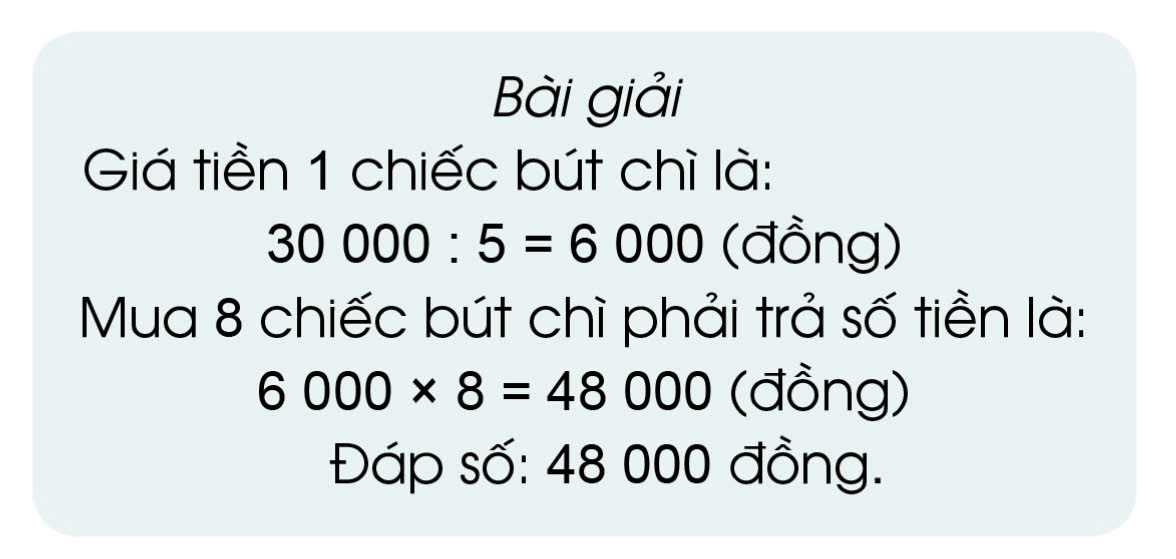 Bài giải
Giá tiền 1 chiếc bút chì là:
30 000 : 5 = 6 000 (đồng)
Mua 8 chiếc bút chì phải trả số tiền là:
6 000 × 8 = 48 000 (đồng)
Đáp số: 48 000 đồng.